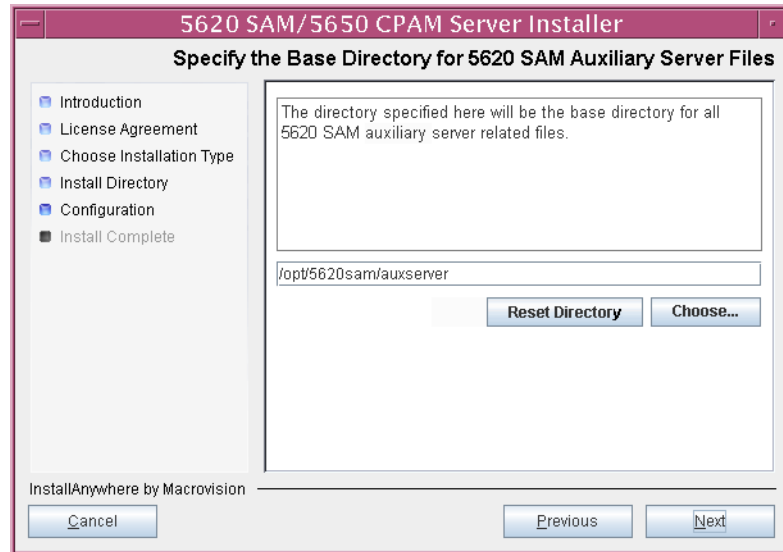 5620 SAM/5650 CPAM Server Installer
Specify the Base Directory for 5620 SAM Auxiliary Server Files
Introduction
License Agreement
Choose Installation Type
Install Directory
Configuration
Install Complete
The directory specified here will be the base directory for all
5620 SAM auxiliary server related files.
/opt/5620sam/auxserver
Reset Directory
Choose...
InstallAnywhere by Macrovision
Cancel
Previous
Next